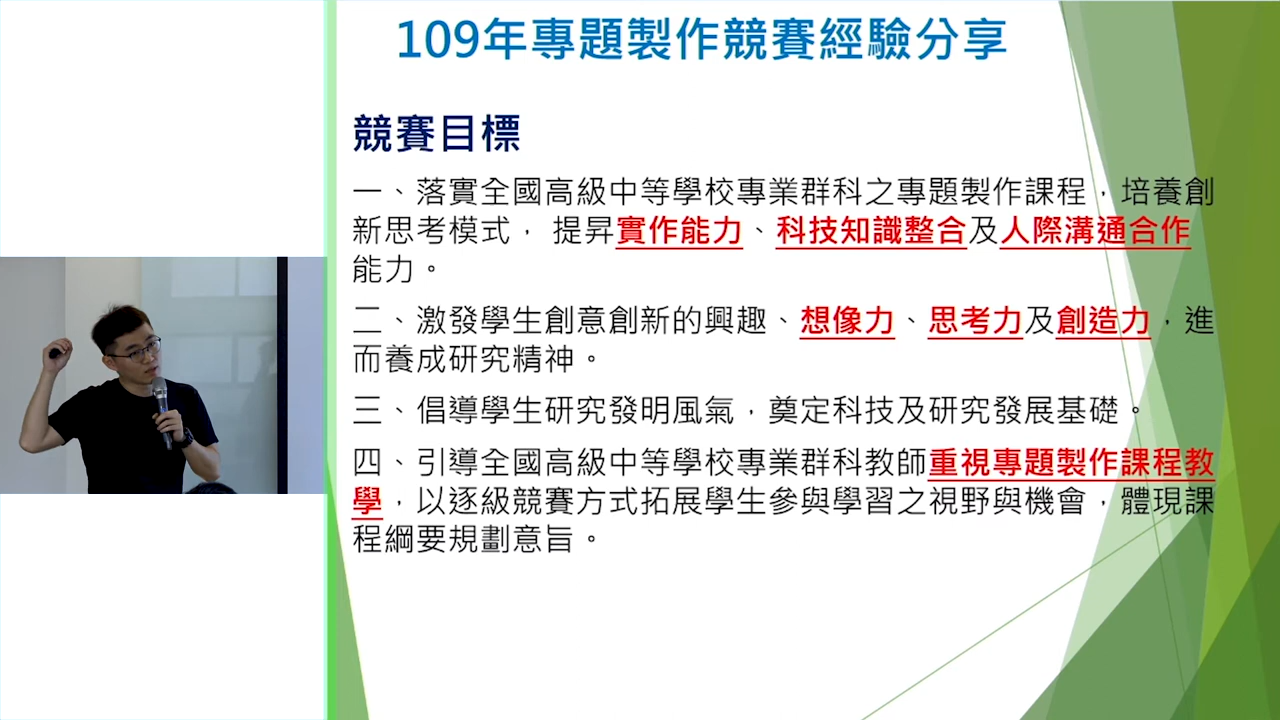 109年專題製作競賽經驗分享
競賽目標
一、落實全國高級中等學校專業群科之專題製作課程，培養創
新思考模式， 提昇實作能力、科技知識整合及人際溝通合作
能力。
二、激發學生創意創新的興趣、想像力、思考力及創造力，進
而養成研究精神。
三、倡導學生研究發明風氣，奠定科技及研究發展基礎。
四、引導全國高級中等學校專業群科教師重視專題製作課程教
學，以逐級競賽方式拓展學生參與學習之視野與機會，體現課
程綱要規劃意旨。